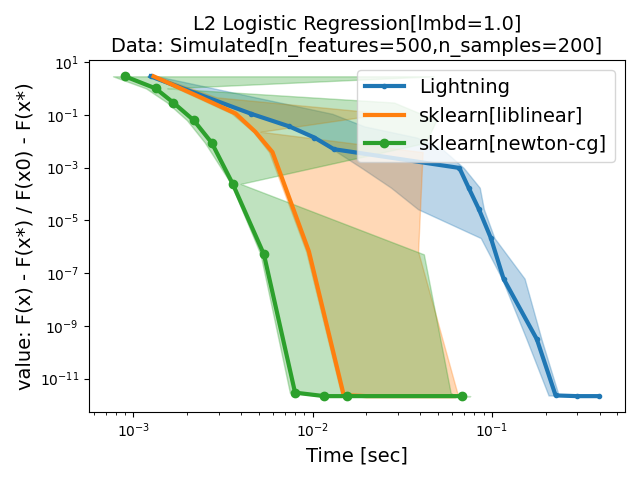 L2 Logistic Regression[lmbd=1.0]
Data: Simulated[n_features=500,n_samples=200]
value: F(x) - F(x*) / F(x0) - F(x*)
10¹
10⁻¹
10⁻³
10⁻⁵
10⁻⁷
10⁻⁹
10⁻¹¹
Lightning
sklearn[liblinear]
sklearn[newton-cg]
10⁻³
10⁻²
10⁻¹
Time [sec]